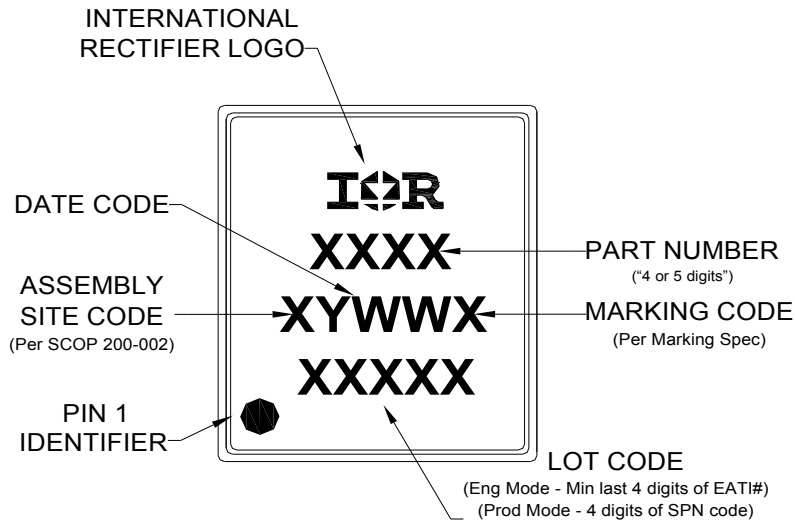 INTERNATIONAL
RECTIFIER LOGO
IOR
DATE CODE
XXXX
PART NUMBER
(“4 or 5 digits”)
ASSEMBLY
SITE CODE
(Per SCOP 200-002)
XYWWX
MARKING CODE
(Per Marking Spec)
XXXXX
PIN 1
IDENTIFIER
LOT CODE
(Eng Mode - Min last 4 digits of EATI#)
(Prod Mode - 4 digits of SPN code)